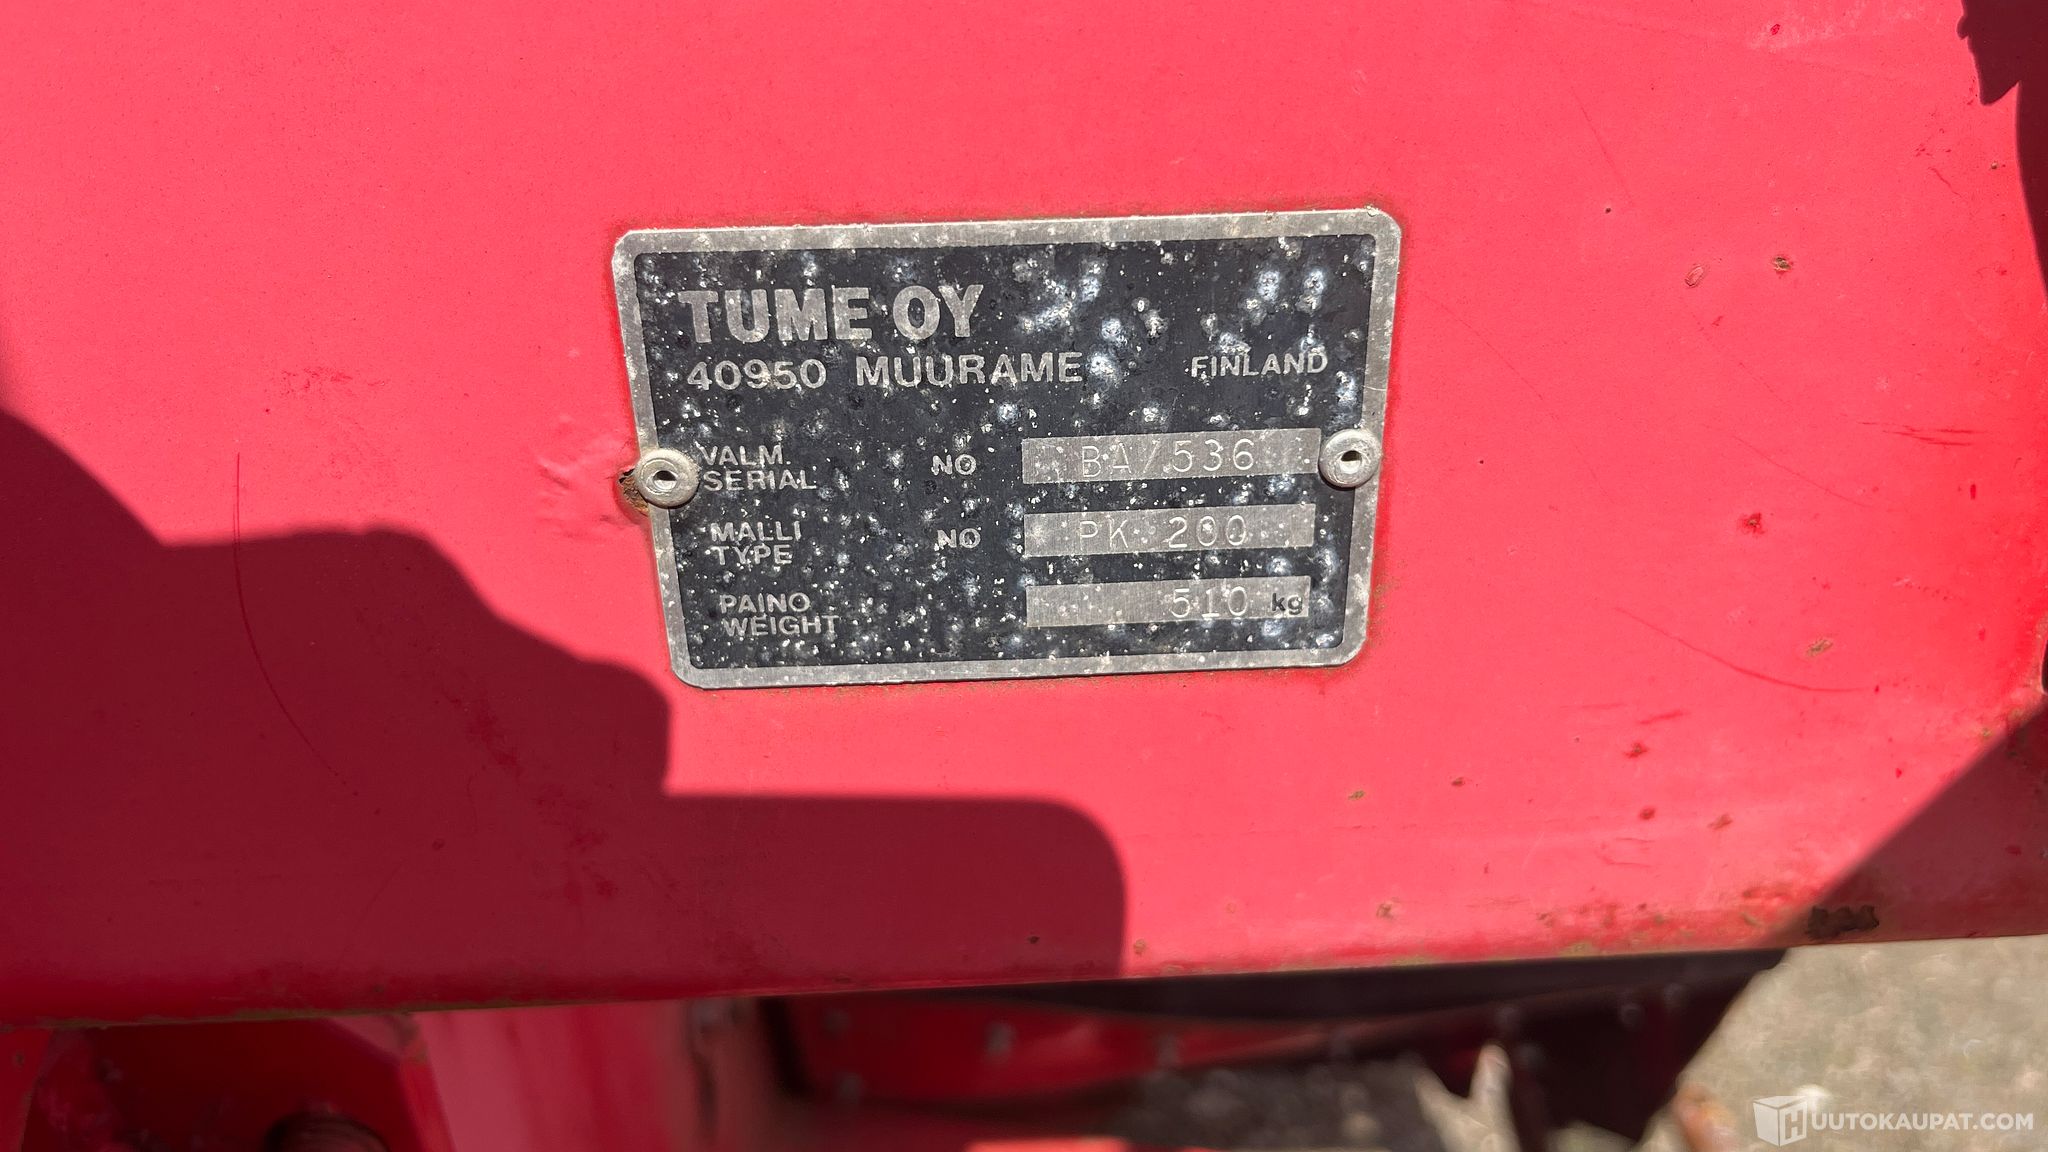 TUME OY
40950 MUURAME FINLAND
VALM NO BA/536
SERIAL
MALLI NO PK 200
TYPE
PAINO 510 kg
WEIGHT
HUUTOKAUPAT.COM